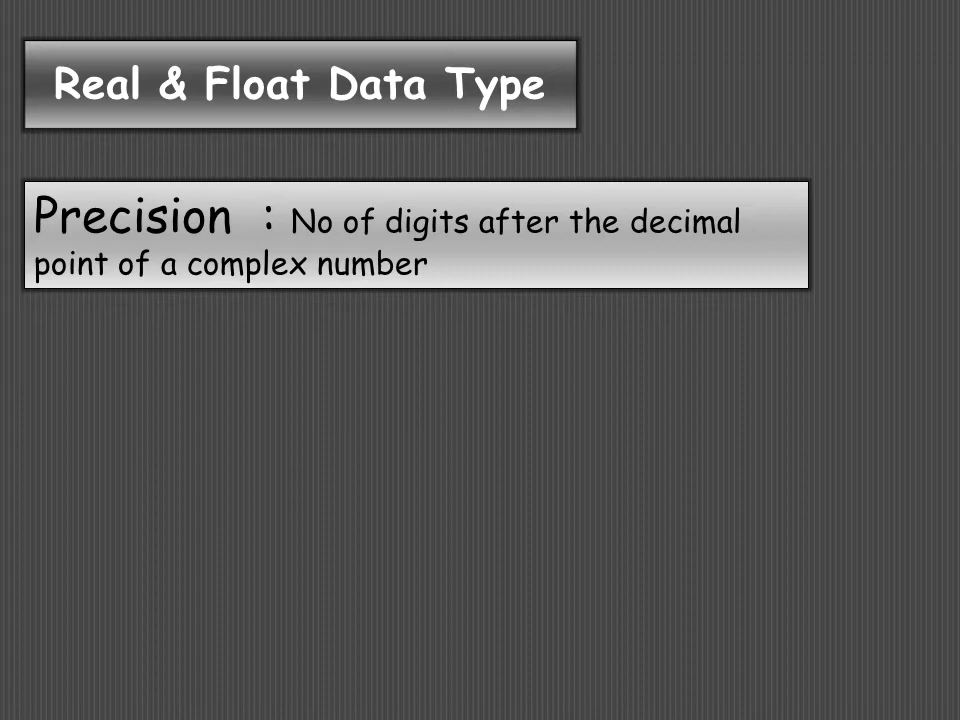 Real & Float Data Type
Precision : No of digits after the decimal
point of a complex number